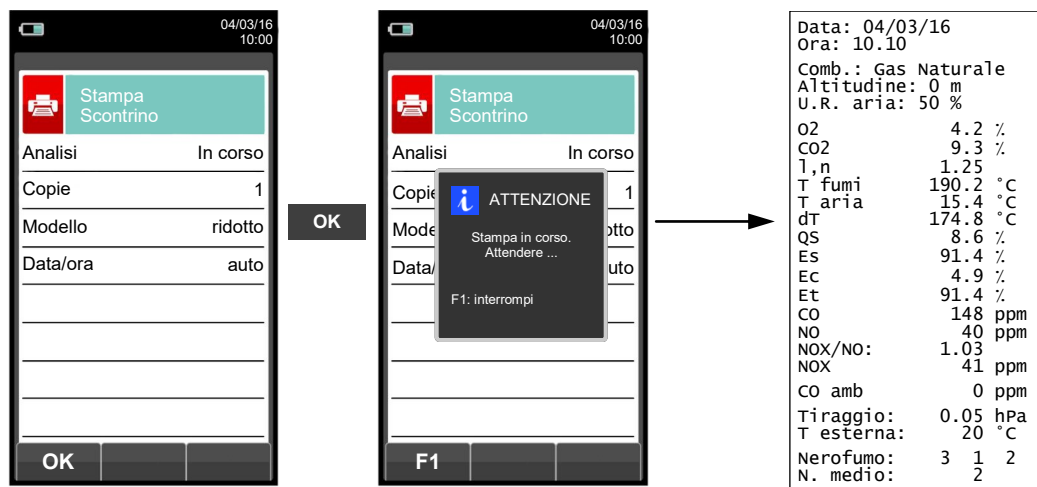 04/03/16
10:00
Stampa
Scontrino
Analisi In corso
Copie 1
Modello ridotto
Data/ora auto
OK
OK
04/03/16
10:00
Stampa
Scontrino
Analisi In corso
Copie 1
Mode otto
Data/ uto
ATTENZIONE
Stampa in corso.
Attendere ...
F1: interrompi
F1
Data: 04/03/16
Ora: 10.10
Comb.: Gas Naturale
Altitudine: 0 m
U.R. aria: 50 %
O2 4.2 %
CO2 9.3 %
l,n 1.25
T fumi 190.2 °C
T aria 15.4 °C
dT 174.8 °C
QS 8.6 %
Es 91.4 %
Ec 4.9 %
Et 91.4 %
CO 148 ppm
NO 40 ppm
NOX/NO: 1.03
NOX 41 ppm
CO amb 0 ppm
Tiraggio: 0.05 hPa
T esterna: 20 °C
Nerofumo: 3 1 2
N. medio: 2